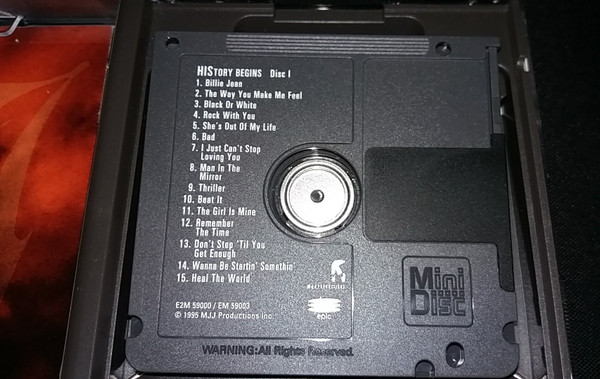 HISTORY BEGINS Disc I
1. Billie Jean
2. The Way You Make Me Feel
3. Black Or White
4. Rock With You
5. She's Out Of My Life
6. Bad
7. I Just Can't Stop
Loving You
8. Man In The
Mirror
9. Thriller
10. Beat It
11. The Girl Is Mine
12. Remember
The Time
13. Don't Stop 'Til You
Get Enough
14. Wanna Be Startin' Somethin'
15. Heal The World
E2M 59000 / EM 59003
© 1995 MJJ Productions Inc.
epic
Mini
Disc
WARNING: All Rights Reserved.